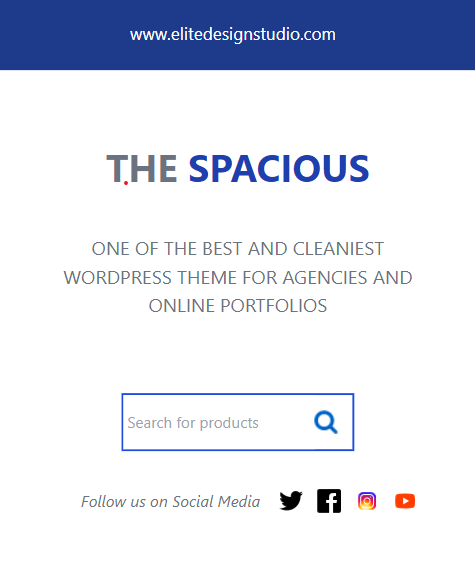 www.elitedesignstudio.com
THE SPACIOUS
ONE OF THE BEST AND CLEANIEST
WORDPRESS THEME FOR AGENCIES AND
ONLINE PORTFOLIOS
Search for products
Follow us on Social Media